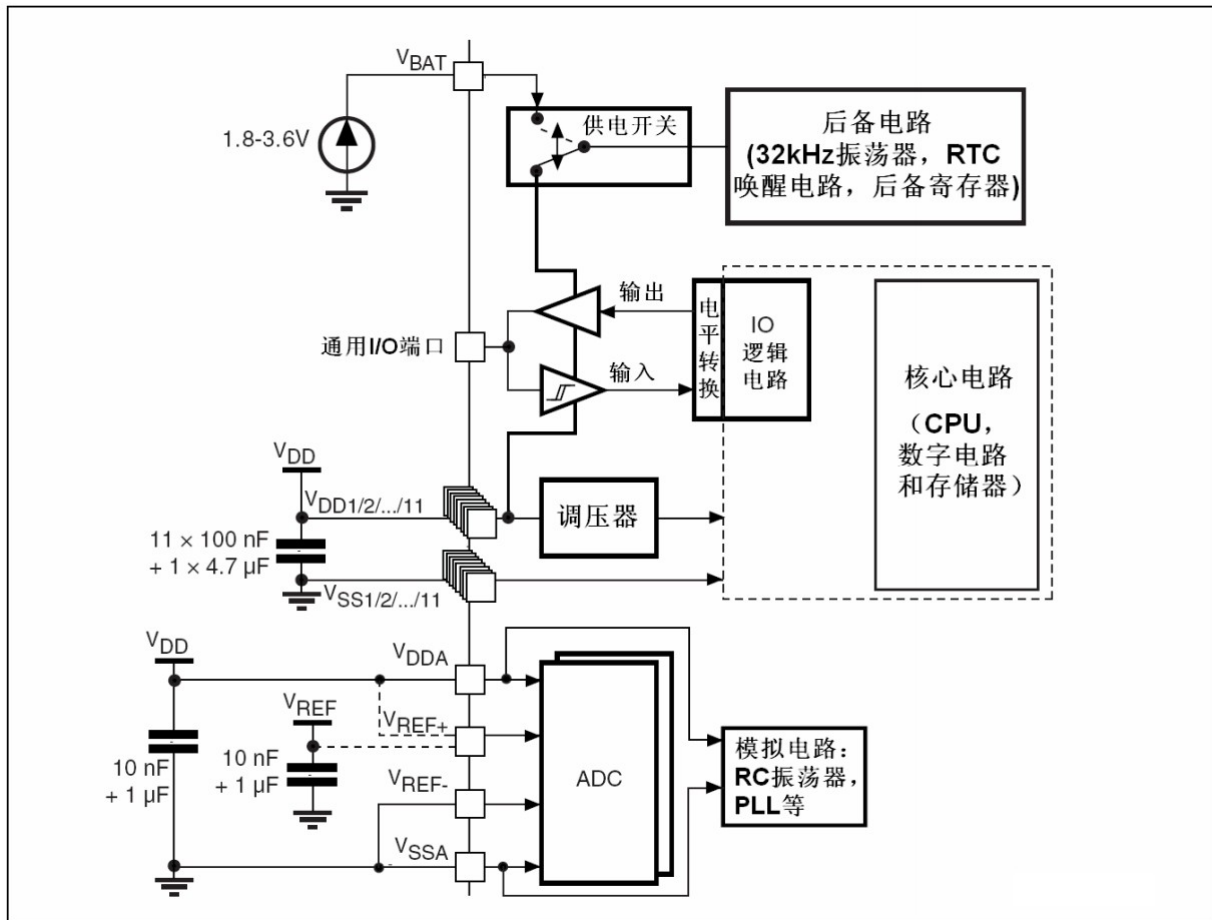 VBAT
1.8-3.6V
供电开关
后备电路
(32kHz振荡器，RTC
唤醒电路，后备寄存器)
输出
通用I/O端口
输入
电平转换
IO
逻辑
电路
核心电路
（CPU，
数字电路
和存储器）
VDD
VDD1/2/.../11
调压器
11 × 100 nF
+ 1 × 4.7 µF
VSS1/2/.../11
VDD
VDDA
VREF
VREF+
10 nF
+ 1 µF
10 nF
+ 1 µF
VREF-
VSSA
ADC
模拟电路：
RC振荡器，
PLL等